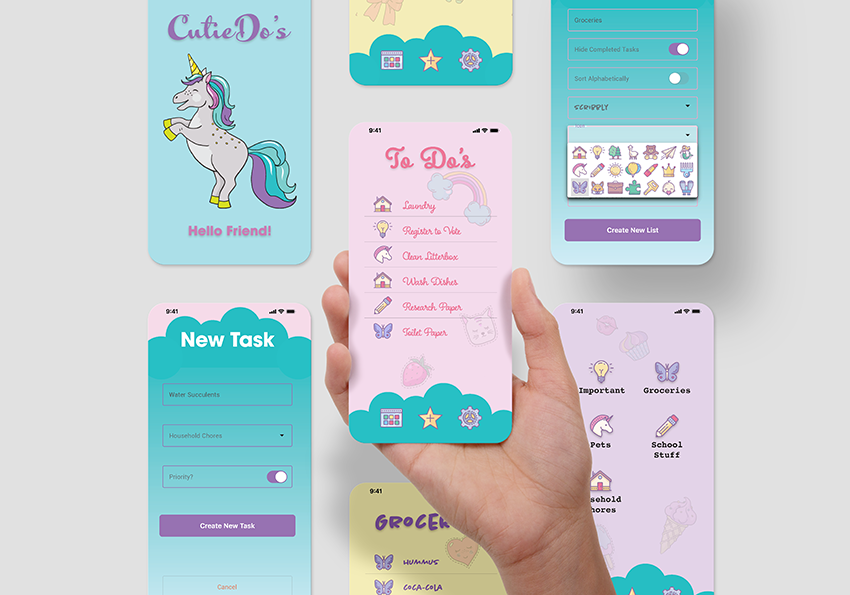 CutieDo's
Hello Friend!
Groceries
Hide Completed Tasks
Sort Alphabetically
SCRIBBLY
Create New List
9:41
To Do's
Laundry
Register to Vote
Clean Litterbox
Wash Dishes
Research Paper
Toilet Paper
9:41
New Task
Water Succulents
Household Chores
Priority?
Create New Task
Cancel
9:41
GROCER
HUMMUS
COCA-COLA
9:41
Important
Groceries
Pets
School
Stuff
sehold
hores